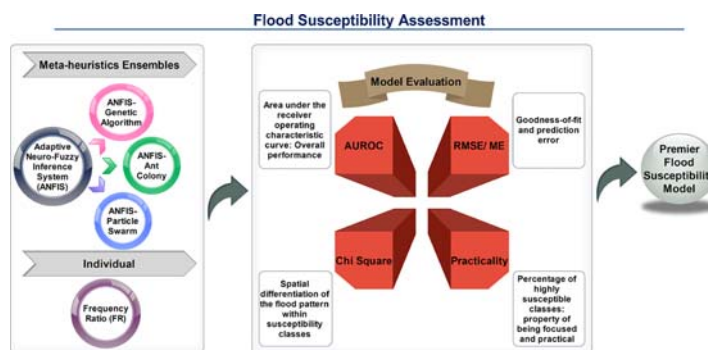 Flood Susceptibility Assessment
Meta-heuristics Ensembles
ANFIS-
Genetic
Algorithm
Adaptive
Neuro-Fuzzy
Inference
System
(ANFIS)
ANFIS-
Ant
Colony
ANFIS-
Particle
Swarm
Individual
Frequency
Ratio (FR)
Model Evaluation
Area under the
receiver
operating
characteristic
curve: Overall
performance
AUROC
RMSE/ ME
Goodness-of-fit
and prediction
error
Chi Square
Practicality
Spatial
differentiation of
the flood pattern
within
susceptibility
classes
Percentage of
highly
susceptible
classes:
property of
being focused
and practical
Premier
Flood
Susceptibility
Model